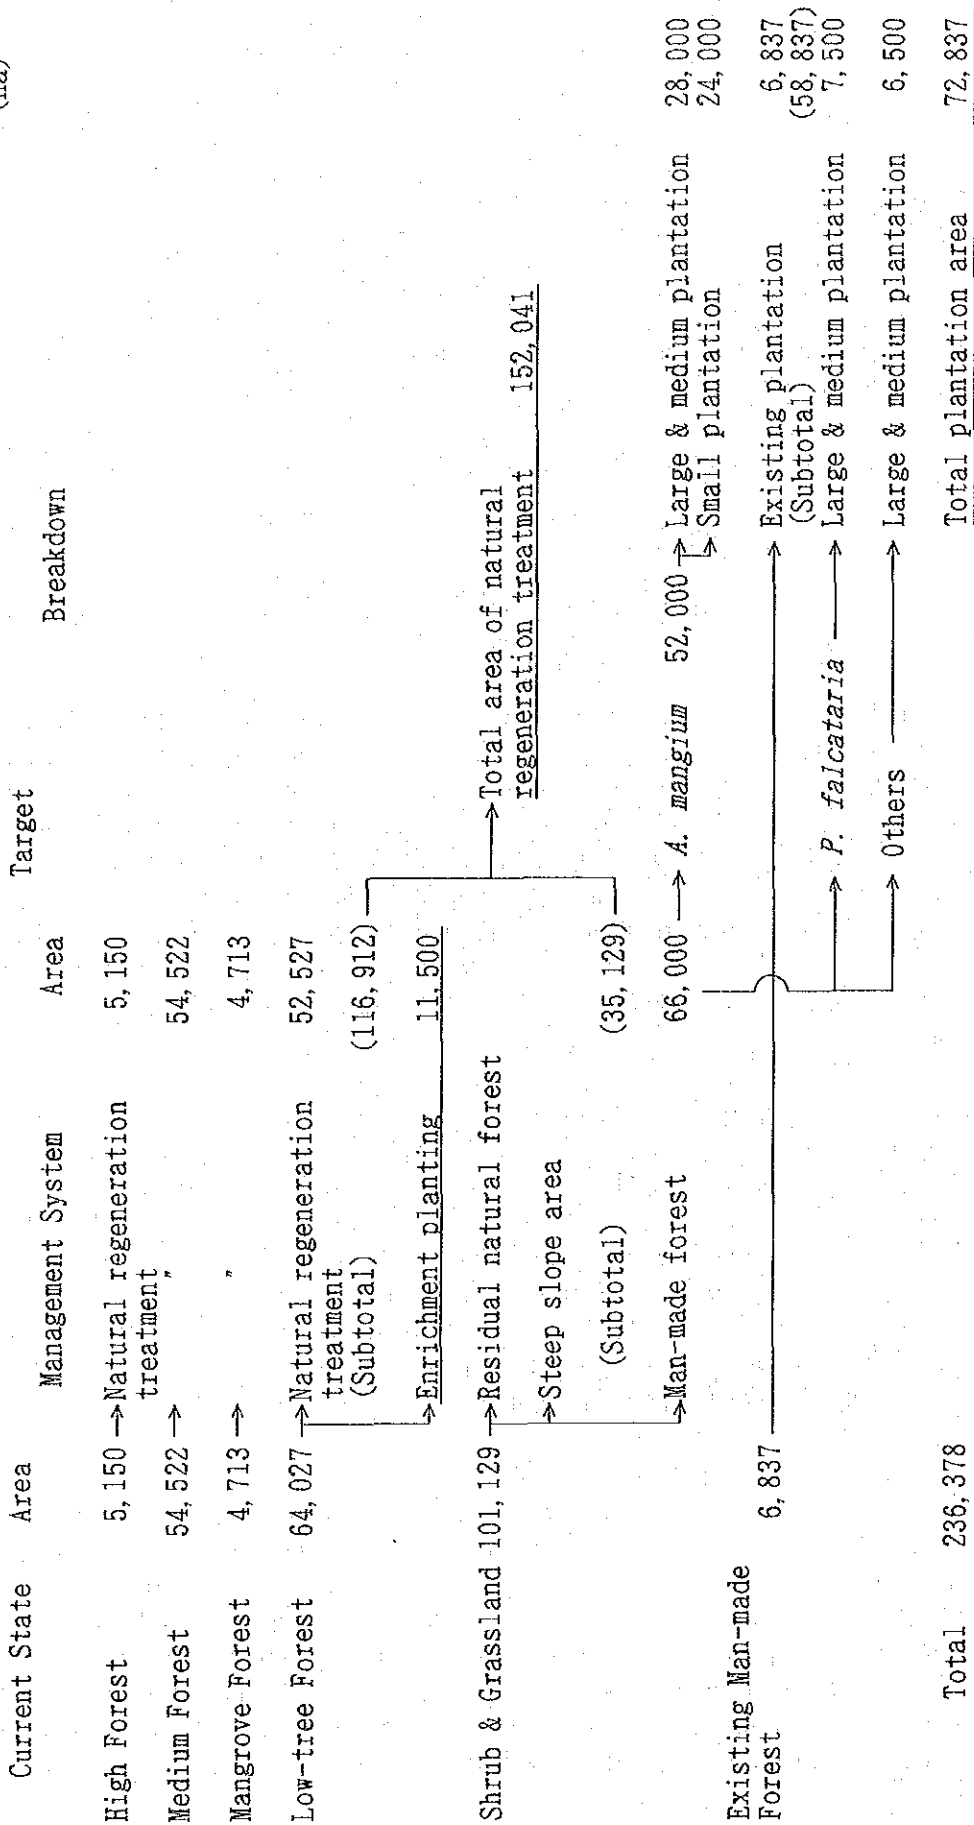 (ha)
Current State Area Management System Area Target Breakdown
High Forest 5,150 → Natural regeneration 5,150
treatment
Medium Forest 54,522 → 〃 54,522
Mangrove Forest 4,713 → 〃 4,713
Low-tree Forest 64,027 → Natural regeneration 52,527
treatment
(Subtotal) (116,912)
Enrichment planting 11,500
Total area of natural
regeneration treatment 152,041
Shrub & Grassland 101,129 → Residual natural forest
Steep slope area
(Subtotal) (35,129)
Man-made forest 66,000 → A. mangium 52,000 → Large & medium plantation 28,000
Small plantation 24,000
Existing Man-made 6,837 → Existing plantation 6,837
Forest (Subtotal) (58,837)
P. falcataria → Large & medium plantation 7,500
Others → Large & medium plantation 6,500
Total 236,378 Total plantation area 72,837